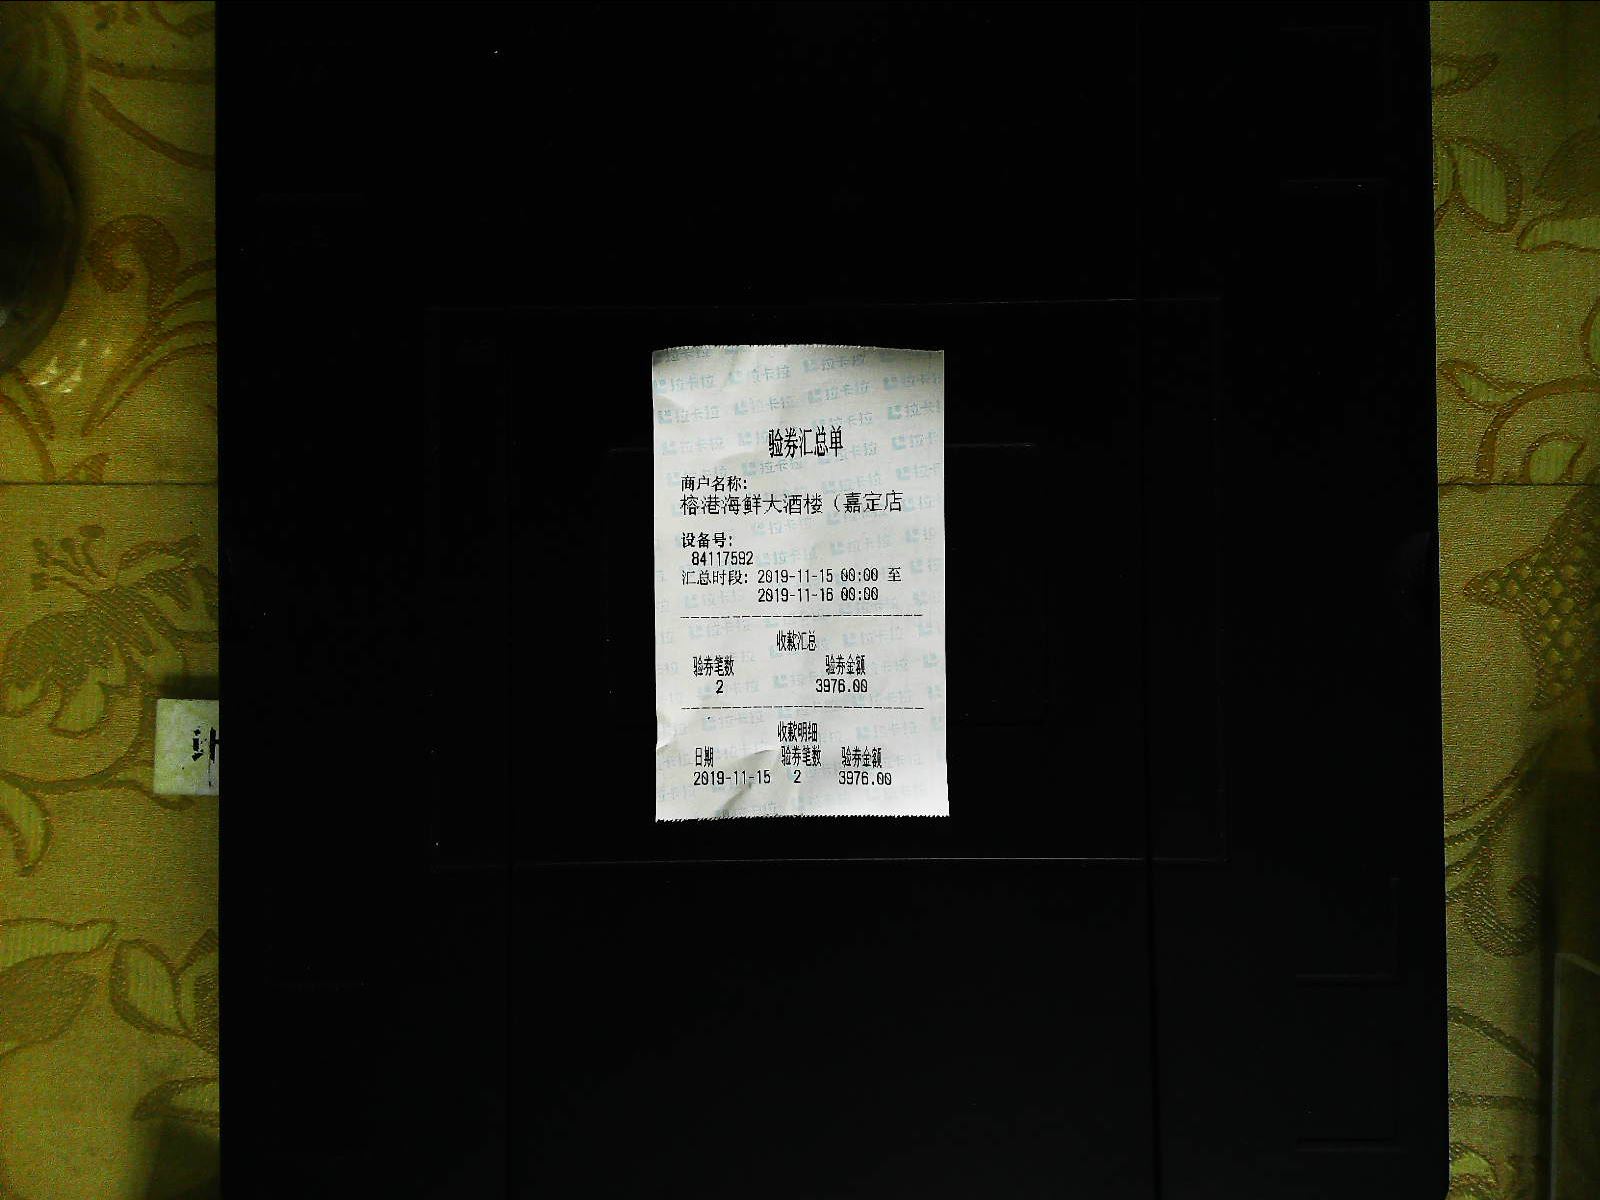 验券汇总单
商户名称:
榕港海鲜大酒楼（嘉定店
设备号:
84117592
汇总时段: 2019-11-15 00:00 至
2019-11-16 00:00
收款汇总
验券笔数 验券金额
2 3976.00
收款明细
日期 验券笔数 验券金额
2019-11-15 2 3976.00
拉卡拉